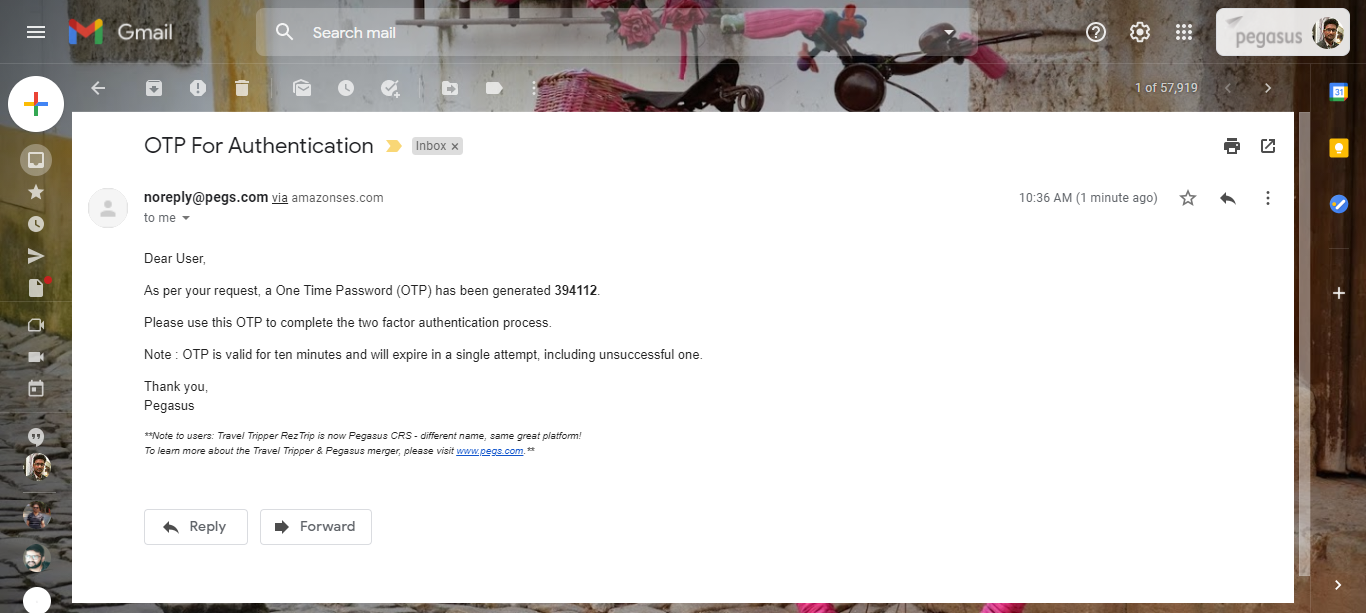 Gmail
Search mail
pegasus
1 of 57,919
31
OTP For Authentication
Inbox ×
noreply@pegs.com via amazonses.com
10:36 AM (1 minute ago)
to me
Dear User,
As per your request, a One Time Password (OTP) has been generated 394112.
Please use this OTP to complete the two factor authentication process.
Note : OTP is valid for ten minutes and will expire in a single attempt, including unsuccessful one.
Thank you,
Pegasus
**Note to users: Travel Tripper RezTrip is now Pegasus CRS - different name, same great platform!
To learn more about the Travel Tripper & Pegasus merger, please visit www.pegs.com.**
Reply
Forward